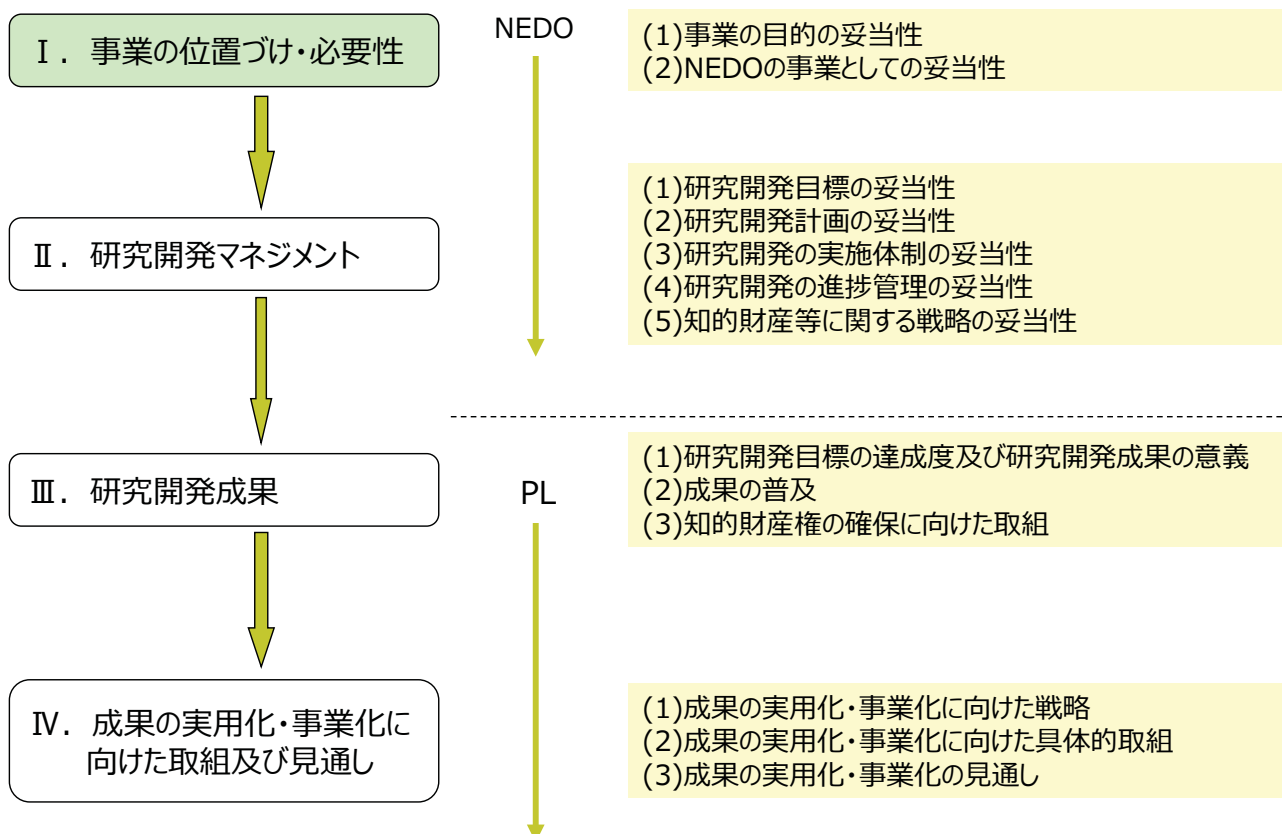 Ⅰ. 事業の位置づけ・必要性
NEDO
(1)事業の目的の妥当性
(2)NEDOの事業としての妥当性
Ⅱ. 研究開発マネジメント
(1)研究開発目標の妥当性
(2)研究開発計画の妥当性
(3)研究開発の実施体制の妥当性
(4)研究開発の進捗管理の妥当性
(5)知的財産等に関する戦略の妥当性
Ⅲ. 研究開発成果
PL
(1)研究開発目標の達成度及び研究開発成果の意義
(2)成果の普及
(3)知的財産権の確保に向けた取組
Ⅳ. 成果の実用化・事業化に
向けた取組及び見通し
(1)成果の実用化・事業化に向けた戦略
(2)成果の実用化・事業化に向けた具体的取組
(3)成果の実用化・事業化の見通し